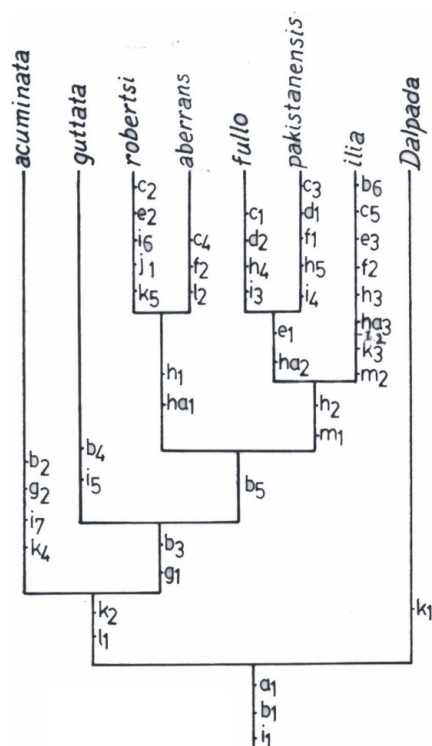 acuminata
guttata
robertsi
aberrans
fullo
pakistanensis
ilia
Dalpada
c2 c3 b6
e2 c1 d1 c5
i6 c4 d2 f1 e3
j1 f2 h4 h5 f2
k5 l2 i3 i4 h3
ha3
e1
k3
h1 ha2 m2
ha1 h2
m1
b4
b2
i5 b5
g2
i7
k4 b3
g1
k2 k1
l1
a1
b1
i1